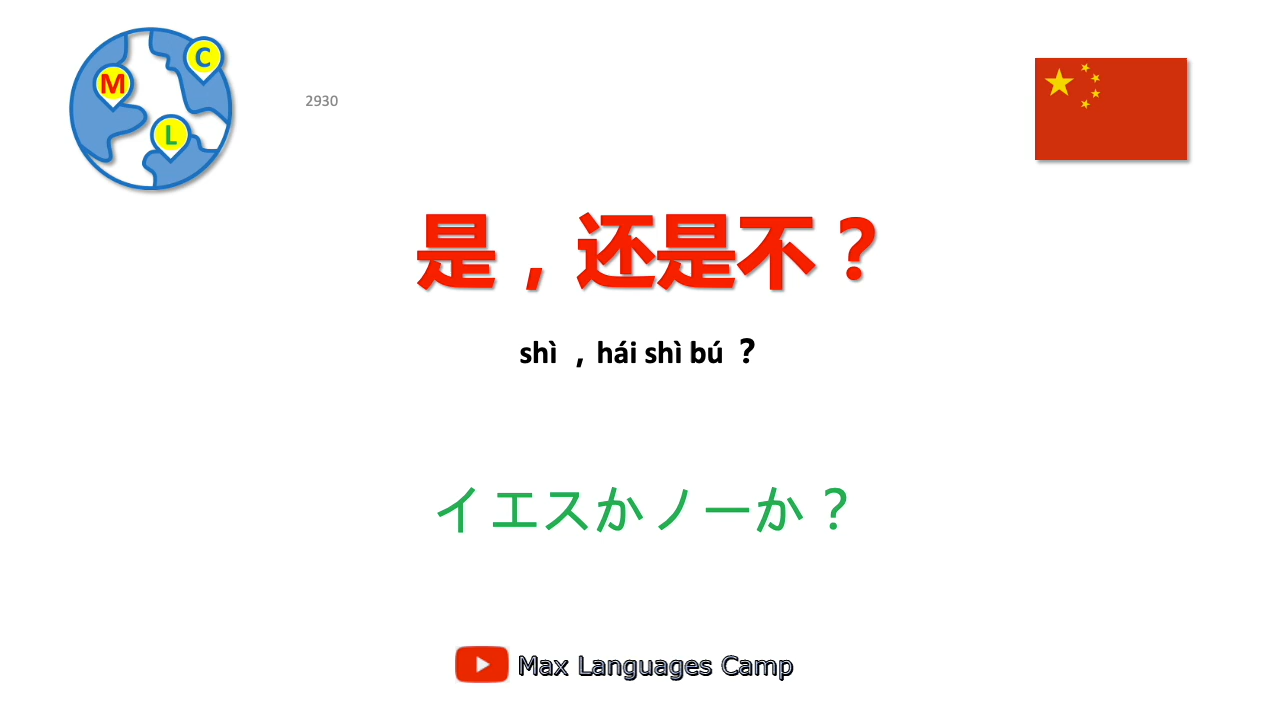 C
M
L
2930
是，还是不？
shì ，hái shì bú ？
イエスかノーか？
Max Languages Camp